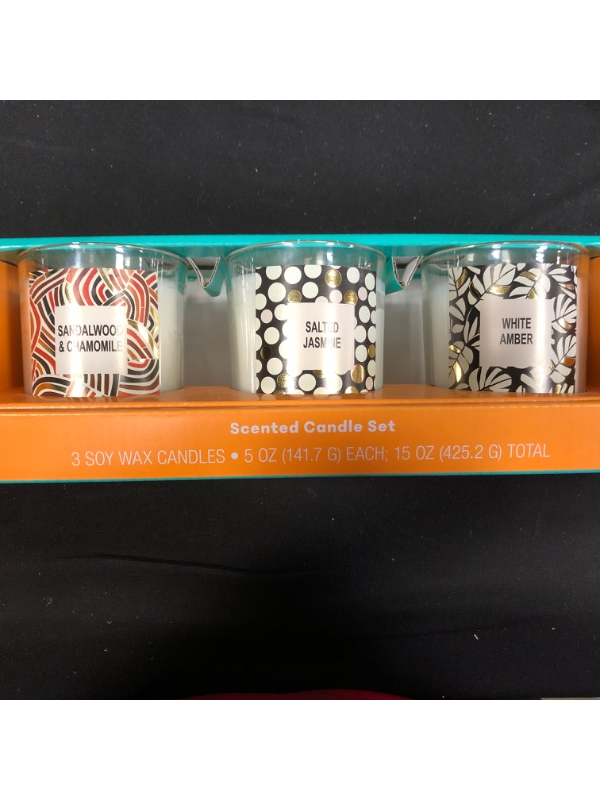 SANDALWOOD
& CHAMOMILE
SALTED
JASMINE
WHITE
AMBER
Scented Candle Set
3 SOY WAX CANDLES • 5 OZ (141.7 G) EACH; 15 OZ (425.2 G) TOTAL